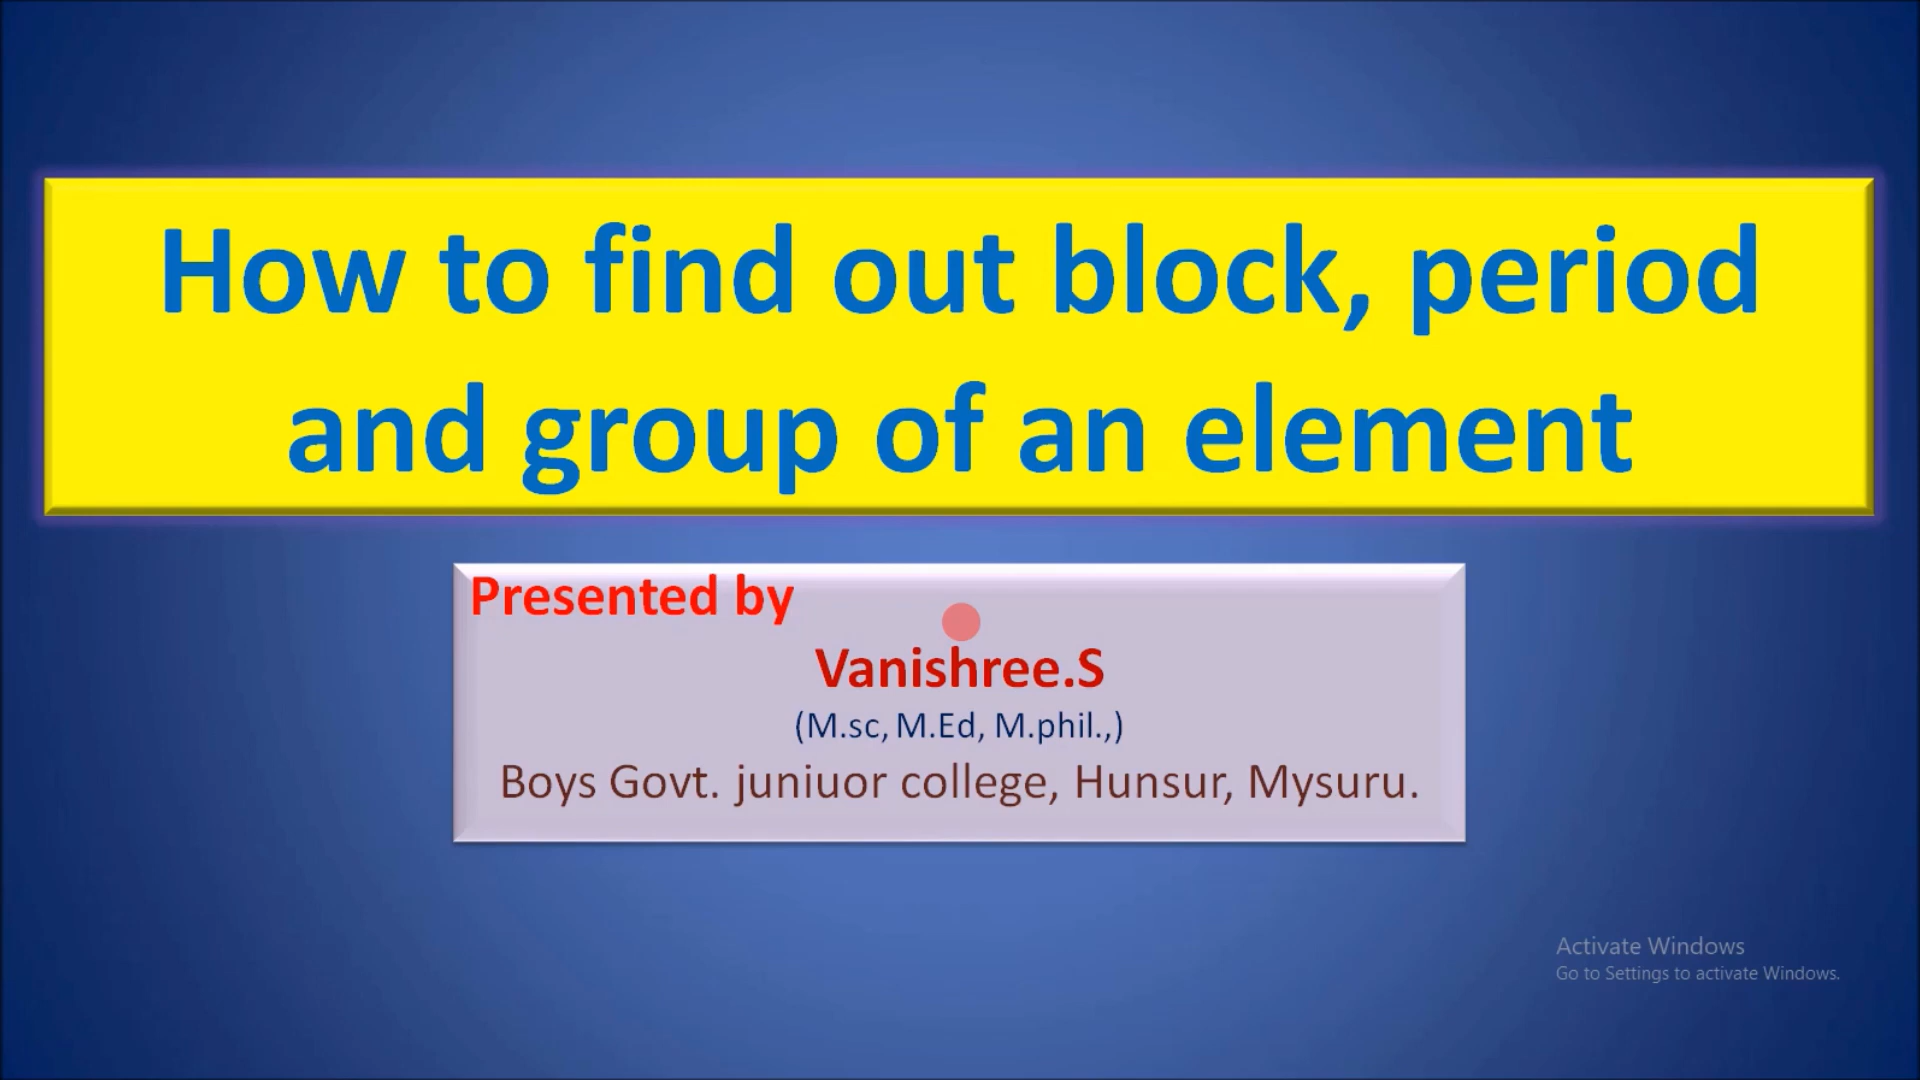 How to find out block, period
and group of an element
Presented by
Vanishree.S
(M.sc, M.Ed, M.phil.,)
Boys Govt. juniuor college, Hunsur, Mysuru.
Activate Windows
Go to Settings to activate Windows.